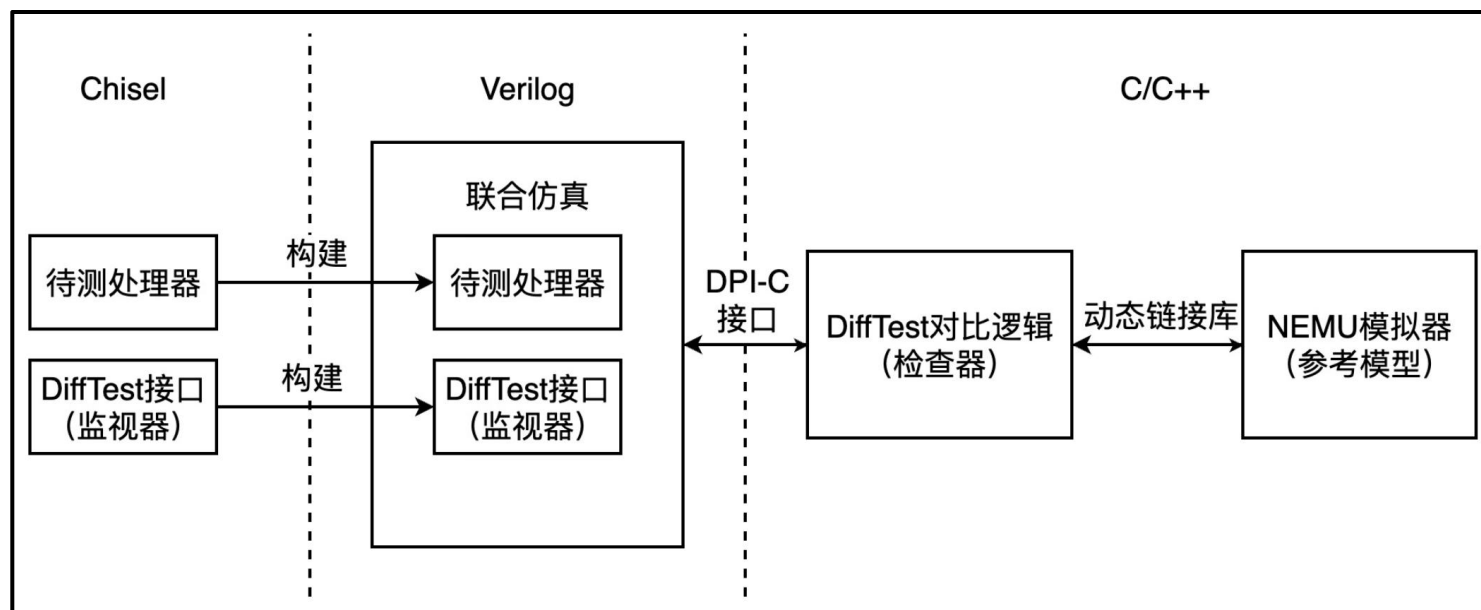 Chisel
Verilog
C/C++
联合仿真
待测处理器
构建
待测处理器
DiffTest接口
(监视器)
构建
DiffTest接口
(监视器)
DPI-C
接口
DiffTest对比逻辑
(检查器)
动态链接库
NEMU模拟器
(参考模型)